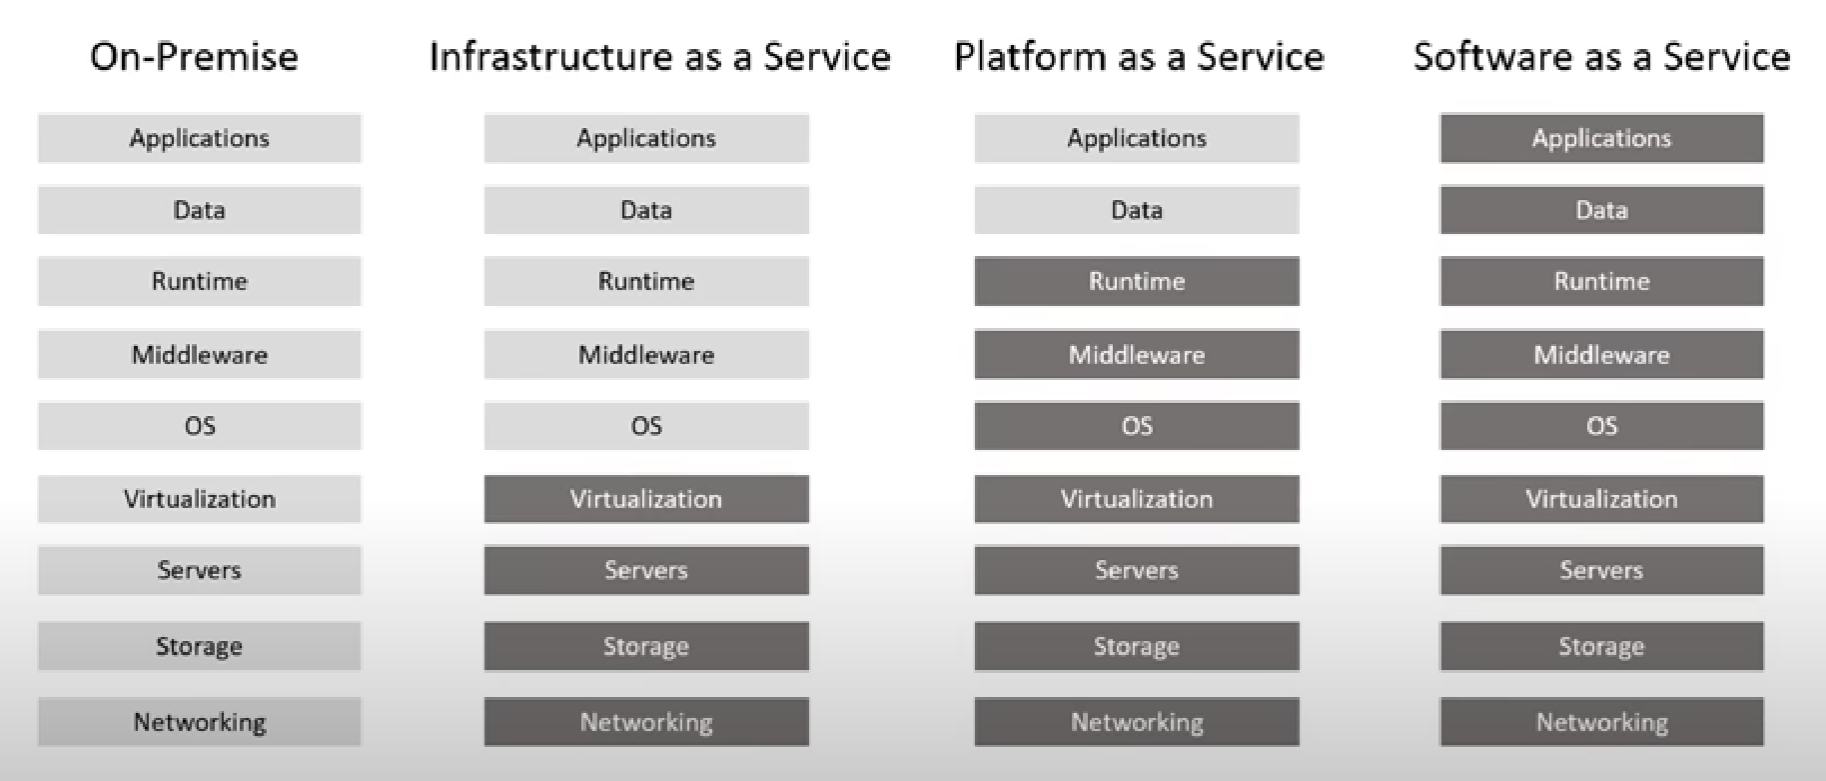 On-Premise
Infrastructure as a Service
Platform as a Service
Software as a Service
Applications
Applications
Applications
Applications
Data
Data
Data
Data
Runtime
Runtime
Runtime
Runtime
Middleware
Middleware
Middleware
Middleware
OS
OS
OS
OS
Virtualization
Virtualization
Virtualization
Virtualization
Servers
Servers
Servers
Servers
Storage
Storage
Storage
Storage
Networking
Networking
Networking
Networking